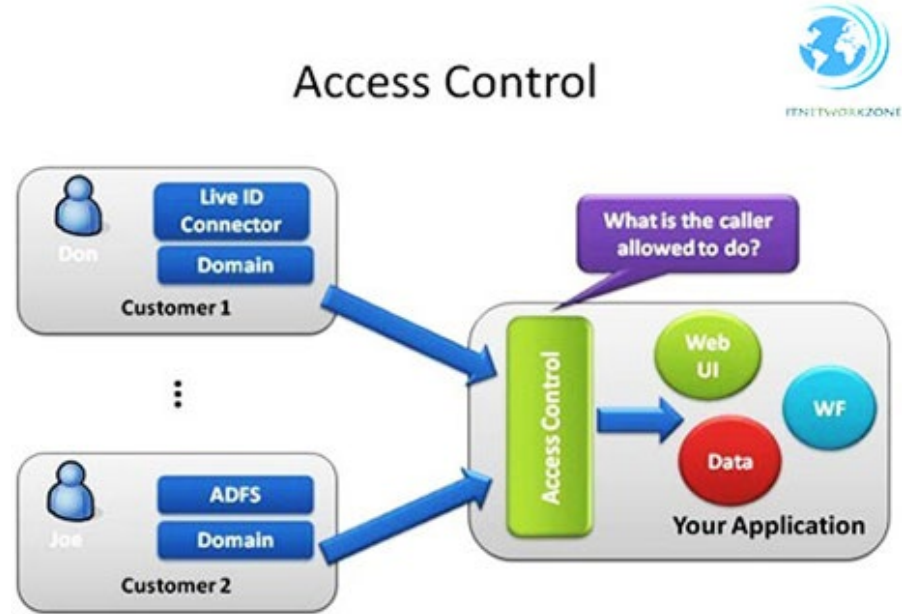 Access Control
ITNETWORKZONE
Don
Live ID
Connector
Domain
Customer 1
What is the caller
allowed to do?
Access Control
Web
UI
WF
Data
Your Application
Joe
ADFS
Domain
Customer 2